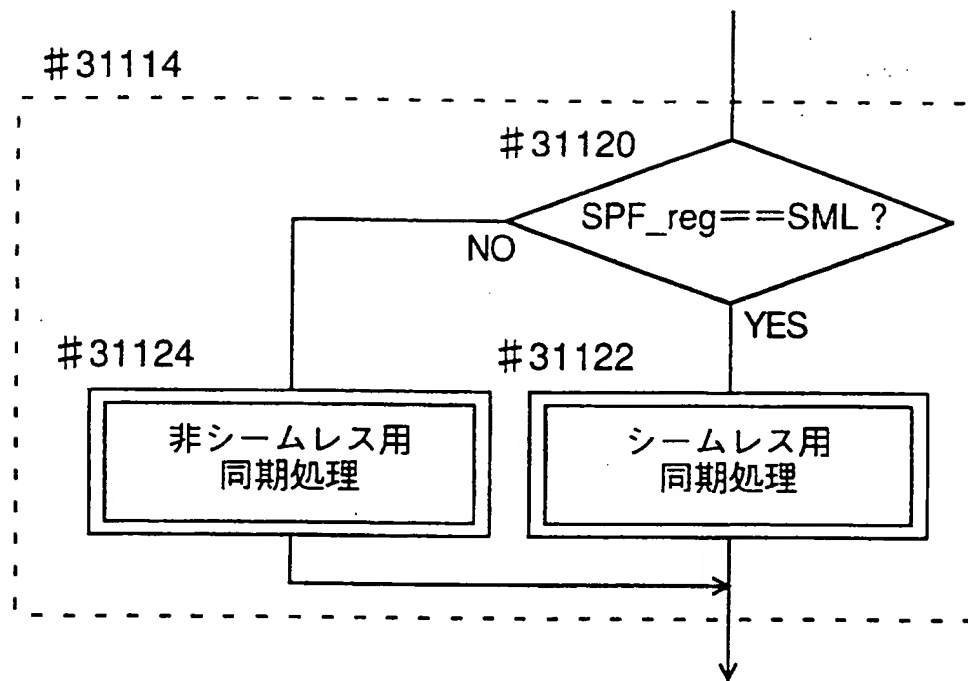 #31114
#31120
SPF_reg==SML ?
NO
YES
#31124
#31122
非シームレス用
同期処理
シームレス用
同期処理